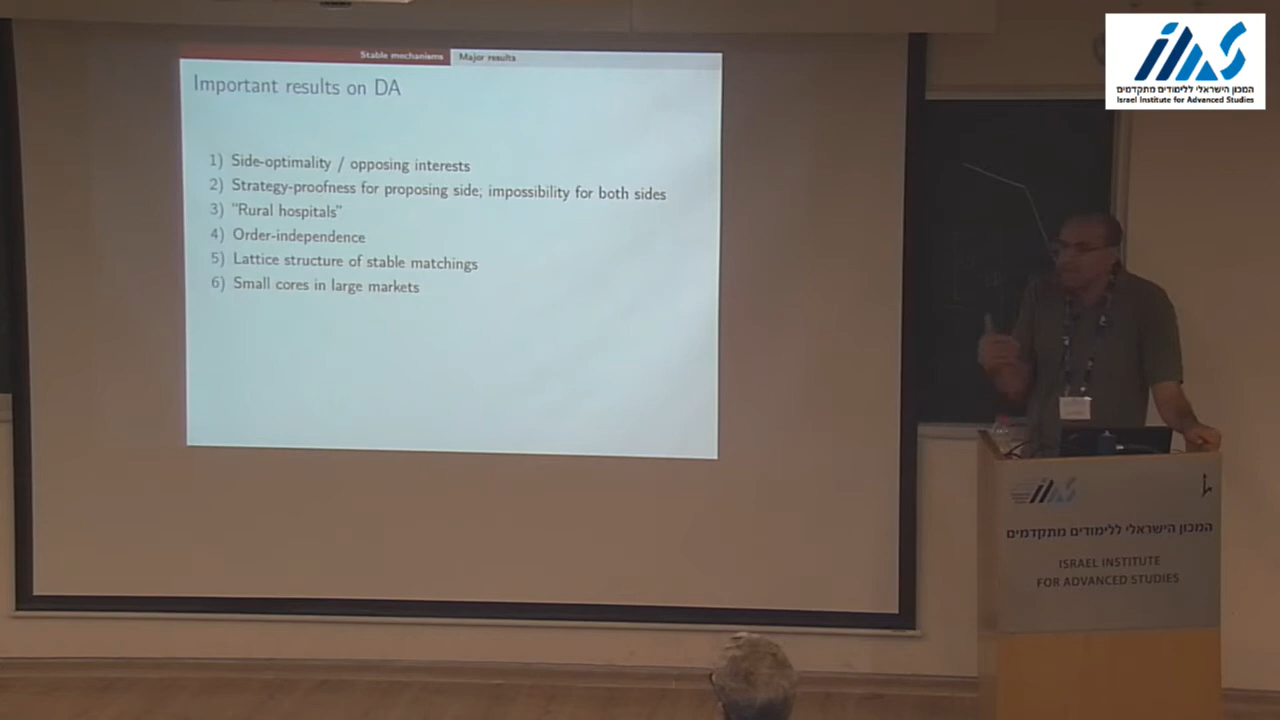 Stable mechanisms
Major results
Important results on DA
1) Side-optimality / opposing interests
2) Strategy-proofness for proposing side; impossibility for both sides
3) "Rural hospitals"
4) Order-independence
5) Lattice structure of stable matchings
6) Small cores in large markets
המכון הישראלי ללימודים מתקדמים
Israel Institute for Advanced Studies
המכון הישראלי ללימודים מתקדמים
ISRAEL INSTITUTE
FOR ADVANCED STUDIES